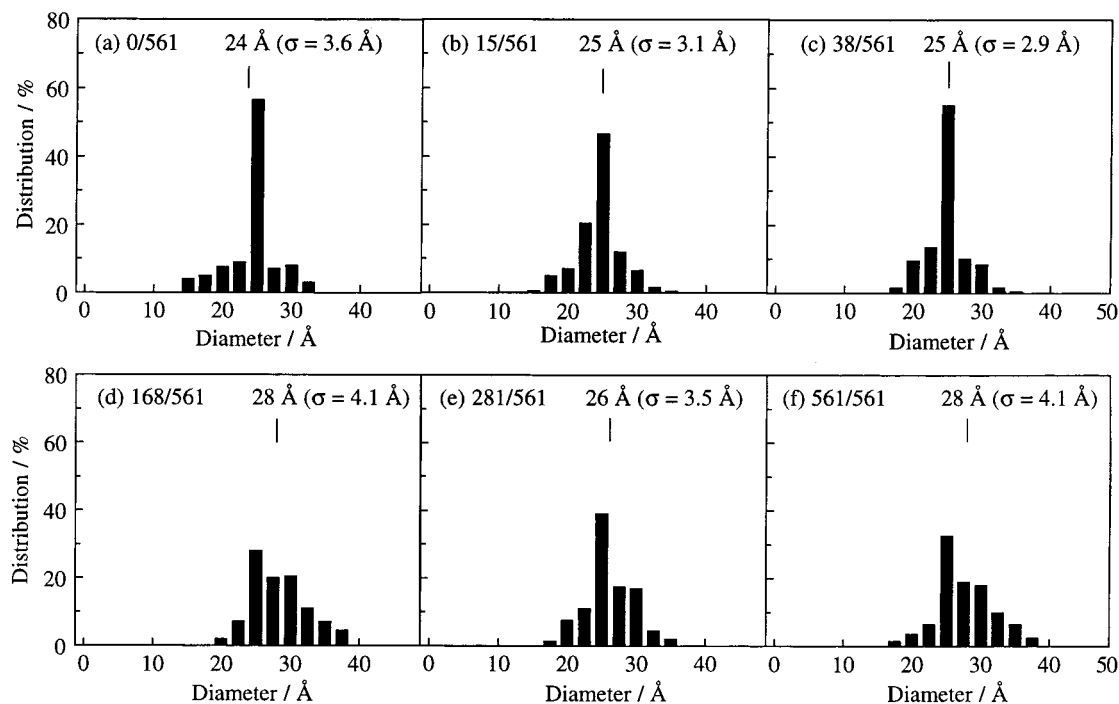 (a) 0/561 24 Å (σ = 3.6 Å)
(b) 15/561 25 Å (σ = 3.1 Å)
(c) 38/561 25 Å (σ = 2.9 Å)
80
60
40
20
0
Distribution / %
0 10 20 30 40
0 10 20 30 40
0 10 20 30 40 50
Diameter / Å
Diameter / Å
Diameter / Å
(d) 168/561 28 Å (σ = 4.1 Å)
(e) 281/561 26 Å (σ = 3.5 Å)
(f) 561/561 28 Å (σ = 4.1 Å)
80
60
40
20
0
Distribution / %
0 10 20 30 40
0 10 20 30 40
0 10 20 30 40 50
Diameter / Å
Diameter / Å
Diameter / Å